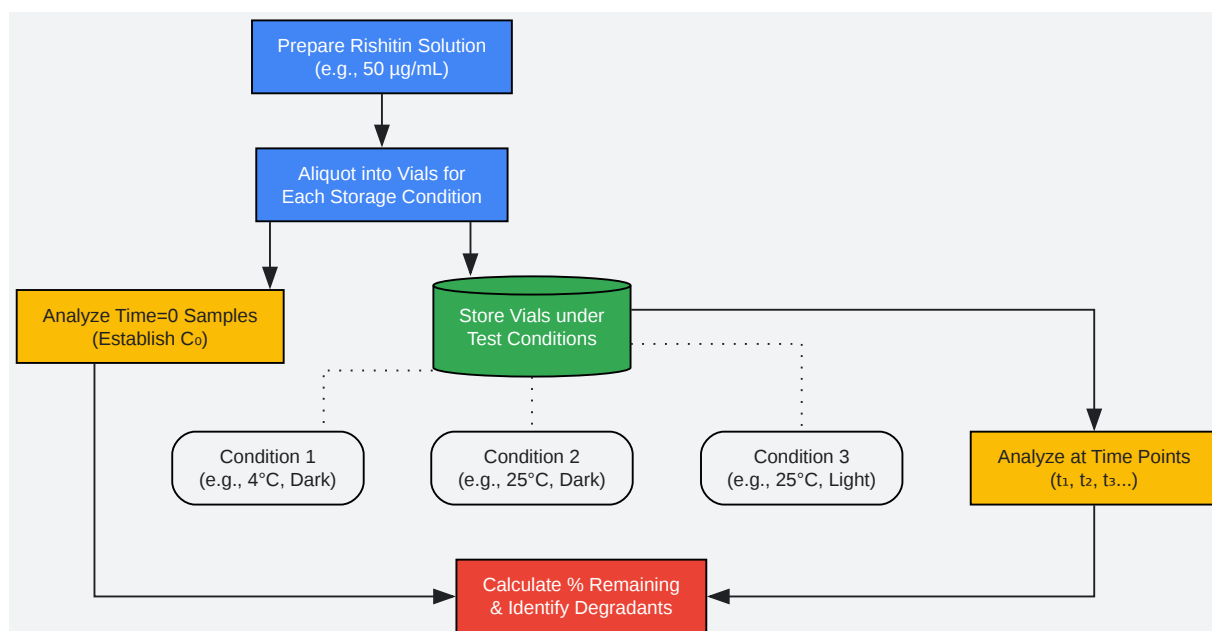 Prepare Rishitin Solution
(e.g., 50 µg/mL)
Aliquot into Vials for
Each Storage Condition
Analyze Time=0 Samples
(Establish C₀)
Store Vials under
Test Conditions
Condition 1
(e.g., 4°C, Dark)
Condition 2
(e.g., 25°C, Dark)
Condition 3
(e.g., 25°C, Light)
Analyze at Time Points
(t₁, t₂, t₃...)
Calculate % Remaining
& Identify Degradants